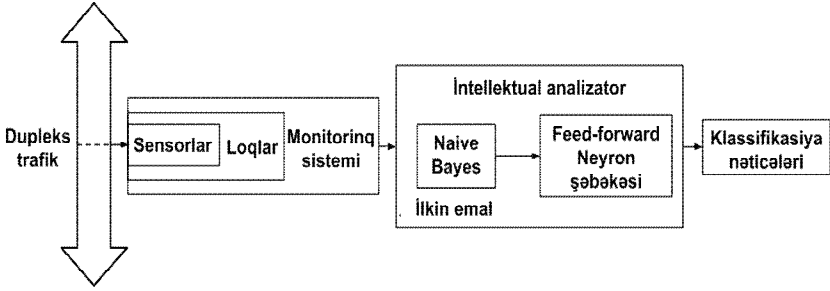 Dupleks
trafik
Sensorlar
Loqlar
Monitorinq
sistemi
İntellektual analizator
Naive
Bayes
İlkin emal
Feed-forward
Neyron
şəbəkəsi
Klassifikasiya
nəticələri